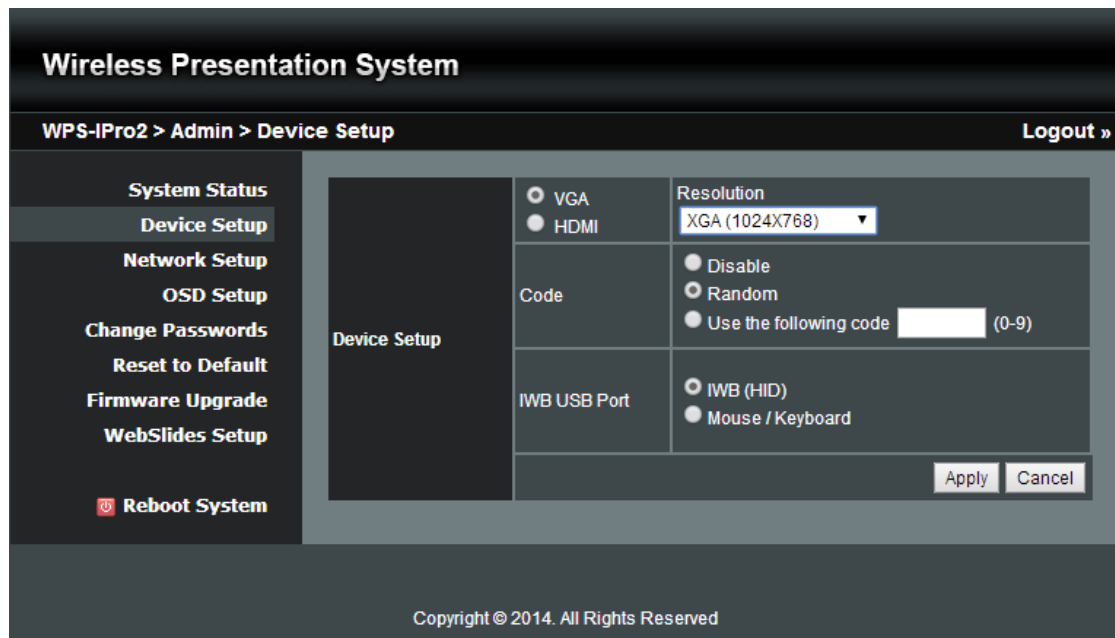 Wireless Presentation System
WPS-IPro2 > Admin > Device Setup
Logout »
System Status
Device Setup
Network Setup
OSD Setup
Change Passwords
Reset to Default
Firmware Upgrade
WebSlides Setup
Reboot System
Device Setup
VGA
HDMI
Resolution
XGA (1024X768)
Code
Disable
Random
Use the following code (0-9)
IWB USB Port
IWB (HID)
Mouse / Keyboard
Apply Cancel
Copyright © 2014. All Rights Reserved